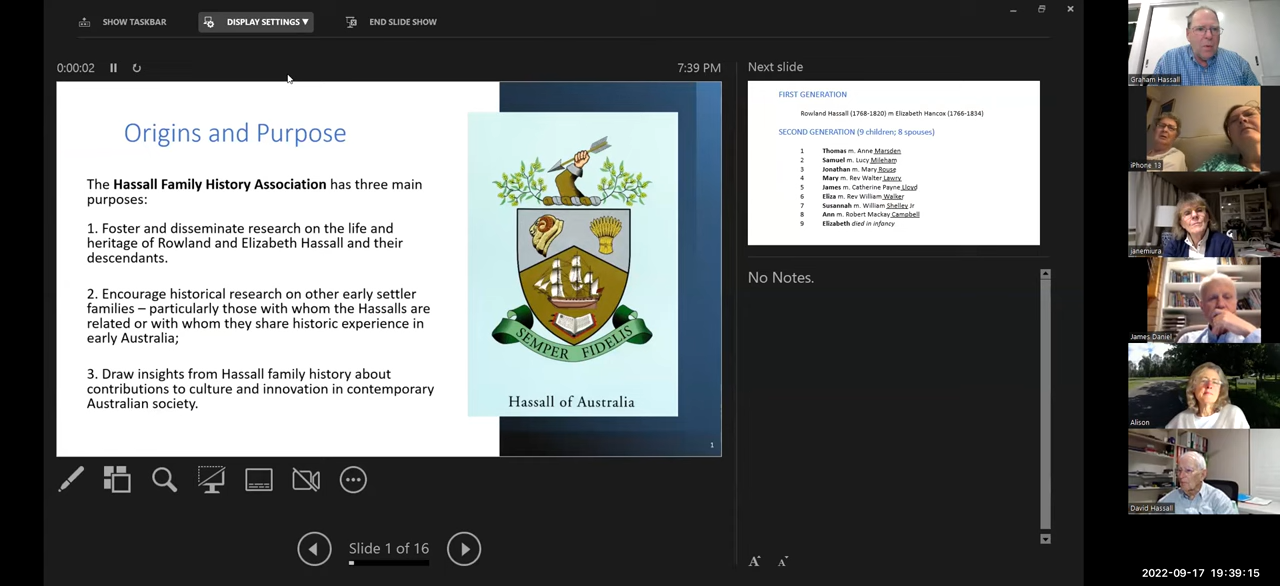 SHOW TASKBAR
DISPLAY SETTINGS ▼
END SLIDE SHOW
0:00:02
7:39 PM
Origins and Purpose
The Hassall Family History Association has three main
purposes:
1. Foster and disseminate research on the life and
heritage of Rowland and Elizabeth Hassall and their
descendants.
2. Encourage historical research on other early settler
families – particularly those with whom the Hassalls are
related or with whom they share historic experience in
early Australia;
3. Draw insights from Hassall family history about
contributions to culture and innovation in contemporary
Australian society.
SEMPER FIDELIS
Hassall of Australia
1
Slide 1 of 16
Next slide
FIRST GENERATION
Rowland Hassall (1768-1820) m Elizabeth Hancox (1766-1834)
SECOND GENERATION (9 children; 8 spouses)
1 Thomas m. Anne Marsden
2 Samuel m. Lucy Mileham
3 Jonathan m. Mary Rouse
4 Mary m. Rev Walter Lawry
5 James m. Catherine Payne Lloyd
6 Eliza m. Rev William Walker
7 Susannah m. William Shelley Jr
8 Ann m. Robert Mackay Campbell
9 Elizabeth died in infancy
No Notes.
A A
Graham Hassall
iPhone 13
janemiura
James Daniel
Alison
David Hassall
2022-09-17 19:39:15